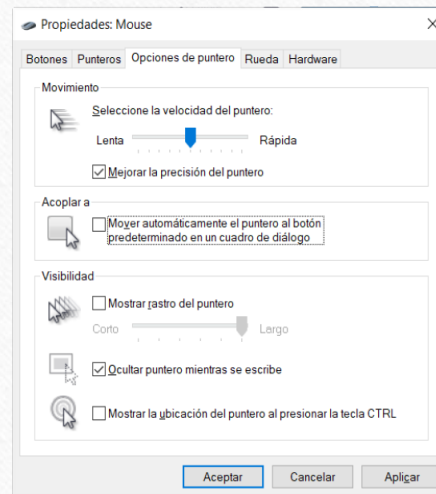 Propiedades: Mouse
Botones Punteros Opciones de puntero Rueda Hardware
Movimiento
Seleccione la velocidad del puntero:
Lenta Rápida
Mejorar la precisión del puntero
Acoplar a
Mover automáticamente el puntero al botón
predeterminado en un cuadro de diálogo
Visibilidad
Mostrar rastro del puntero
Corto Largo
Ocultar puntero mientras se escribe
Mostrar la ubicación del puntero al presionar la tecla CTRL
Aceptar Cancelar Aplicar